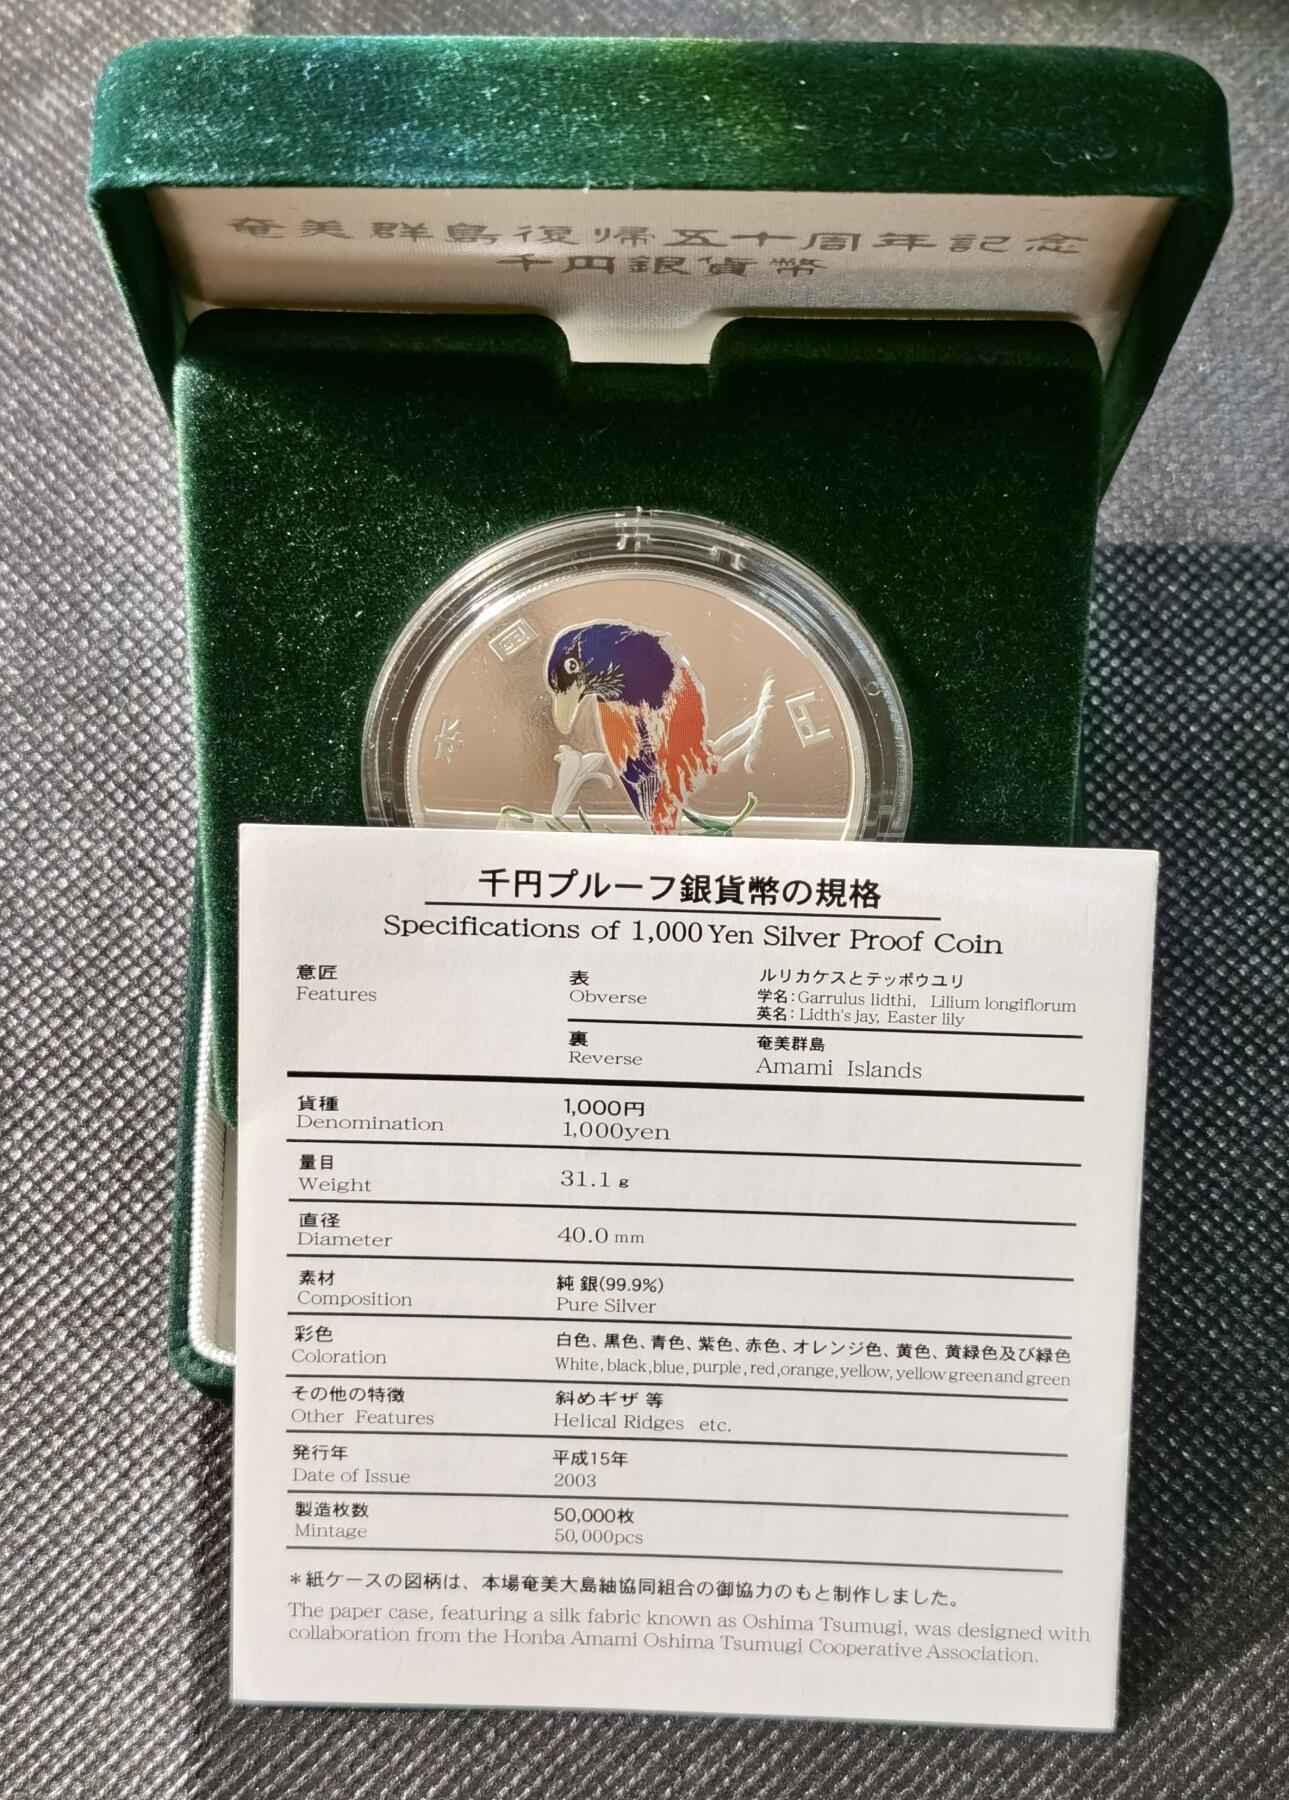 奄美群島復帰五十周年記念
千円銀貨幣
本
国
千円プルーフ銀貨幣の規格
Specifications of 1,000 Yen Silver Proof Coin
意匠 表 ルリカケスとテッポウユリ
Features Obverse 学名：Garrulus lidthi, Lilium longiflorum
英名：Lidth's jay, Easter lily
裏 奄美群島
Reverse Amami Islands
貨種 1,000円
Denomination 1,000yen
量目
Weight 31.1 g
直径
Diameter 40.0 mm
素材 純 銀(99.9%)
Composition Pure Silver
彩色 白色、黒色、青色、紫色、赤色、オレンジ色、黄色、黄緑色及び緑色
Coloration White, black, blue, purple, red, orange, yellow, yellow green and green
その他の特徴 斜めギザ 等
Other Features Helical Ridges etc.
発行年 平成15年
Date of Issue 2003
製造枚数 50,000枚
Mintage 50,000pcs
＊紙ケースの図柄は、本場奄美大島紬協同組合の御協力のもと制作しました。
The paper case, featuring a silk fabric known as Oshima Tsumugi, was designed with
collaboration from the Honba Amami Oshima Tsumugi Cooperative Association.